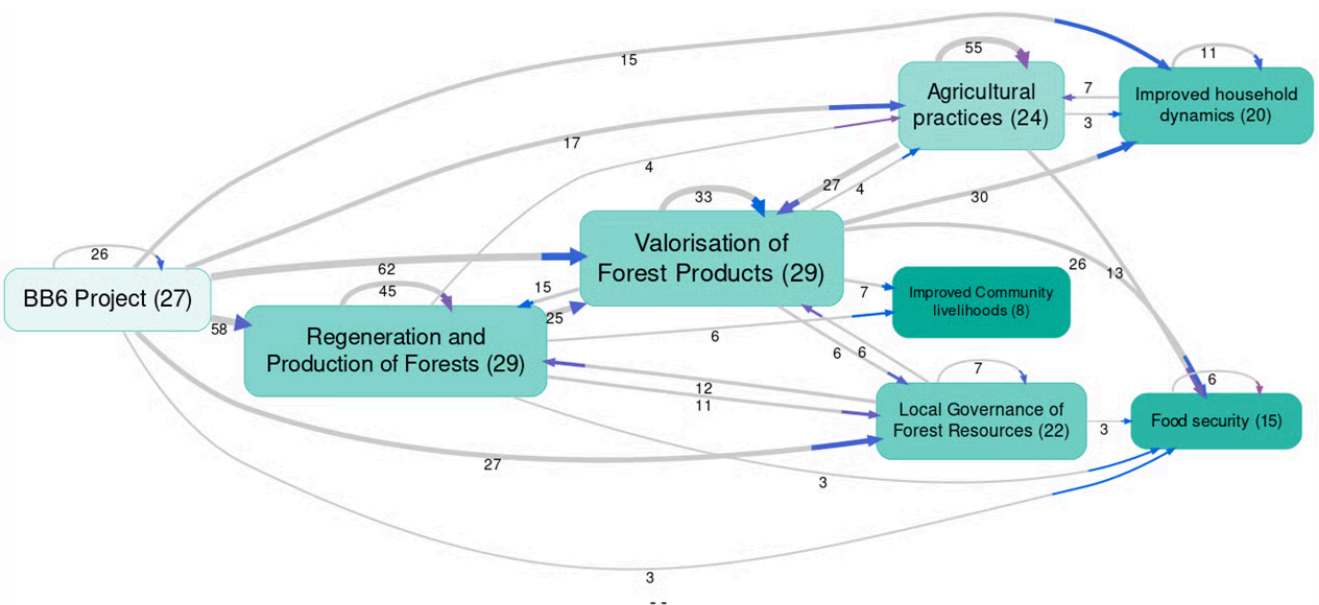 15
55
11
Agricultural
practices (24)
7
3
Improved household
dynamics (20)
17
4
27
4
30
33
Valorisation of
Forest Products (29)
26
BB6 Project (27)
62
45
15
25
58
Regeneration and
Production of Forests (29)
26
13
7
Improved Community
livelihoods (8)
6
6
6
12
11
7
Local Governance of
Forest Resources (22)
3
6
Food security (15)
27
3
3
--